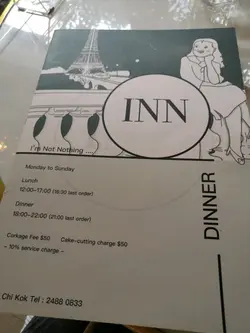 INN
I'm Not Nothing ....
Monday to Sunday
Lunch
12:00-17:00 (16:30 last order)
Dinner
18:00-22:00 (21:00 last order)
Corkage Fee $50 Cake-cutting charge $50
- 10% service charge -
DINNER
Chi Kok Tel : 2488 0833